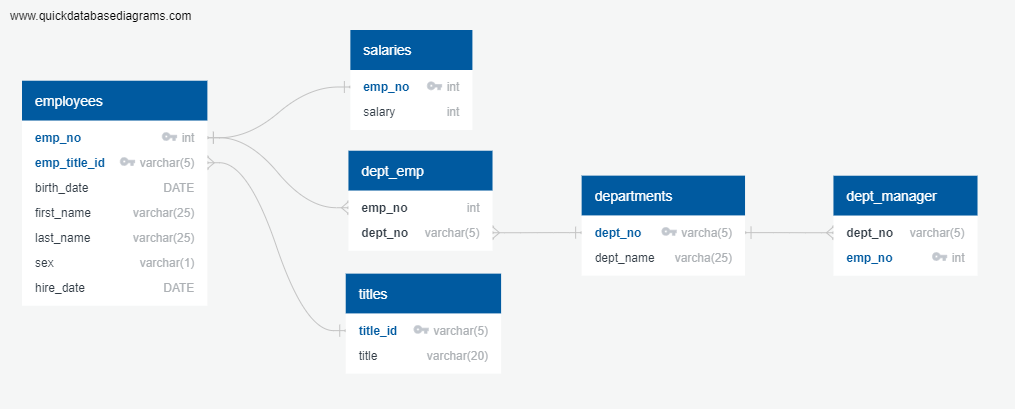 www.quickdatabasediagrams.com
employees
emp_no int
emp_title_id varchar(5)
birth_date DATE
first_name varchar(25)
last_name varchar(25)
sex varchar(1)
hire_date DATE
salaries
emp_no int
salary int
dept_emp
emp_no int
dept_no varchar(5)
titles
title_id varchar(5)
title varchar(20)
departments
dept_no varcha(5)
dept_name varcha(25)
dept_manager
dept_no varchar(5)
emp_no int